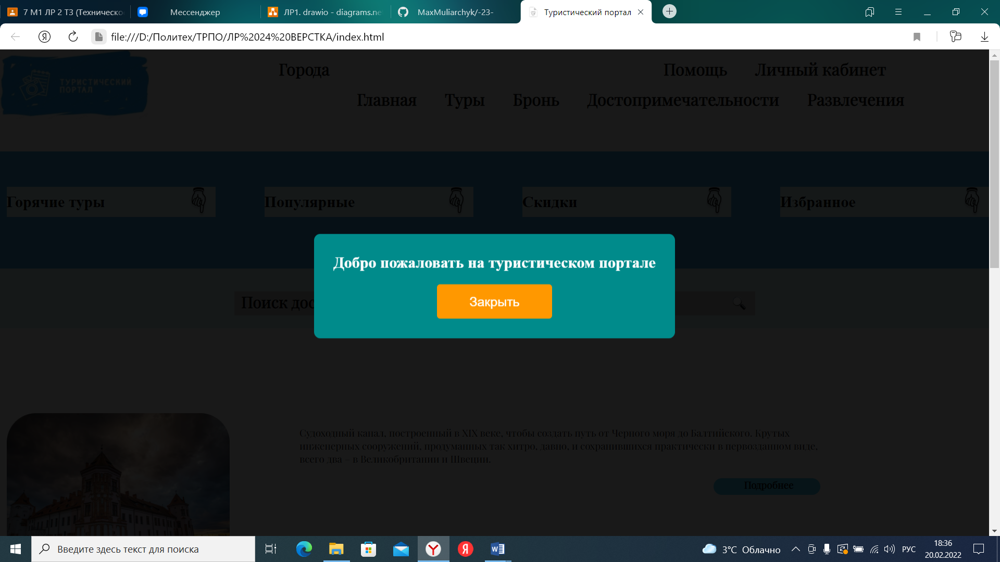 7 М1 ЛР 2 ТЗ (Техническо
Мессенджер
ЛР1. drawio - diagrams.ne
MaxMuliarchyk/-23-
Туристический портал
file:///D:/Политех/ТРПО/ЛР%2024%20ВЕРСТКА/index.html
ТУРИСТИЧЕСКИЙ
ПОРТАЛ
Города
Помощь
Личный кабинет
Главная
Туры
Бронь
Достопримечательности
Развлечения
Горячие туры
Популярные
Скидки
Избранное
Добро пожаловать на туристическом портале
Закрыть
Поиск дос
Судоходный канал, построенный в XIX веке, чтобы создать путь от Черного моря до Балтийского. Крутых
инженерных сооружений, продуманных так хитро, давно, и сохранившихся практически в первозданном виде,
всего два – в Великобритании и Швеции.
Подробнее
Введите здесь текст для поиска
3°C Облачно
РУС
18:36
20.02.2022